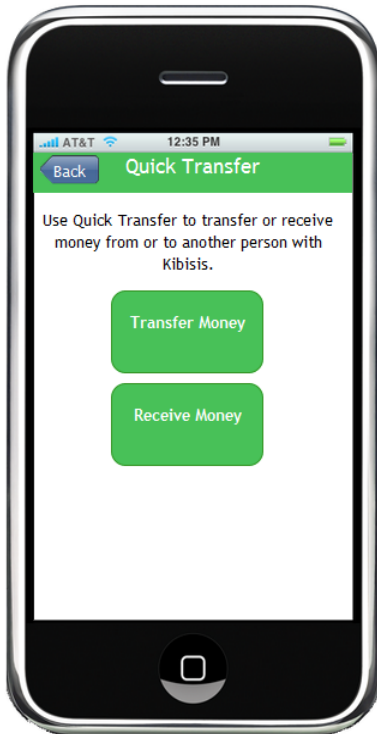 AT&T 12:35 PM
Back Quick Transfer
Use Quick Transfer to transfer or receive
money from or to another person with
Kibisis.
Transfer Money
Receive Money